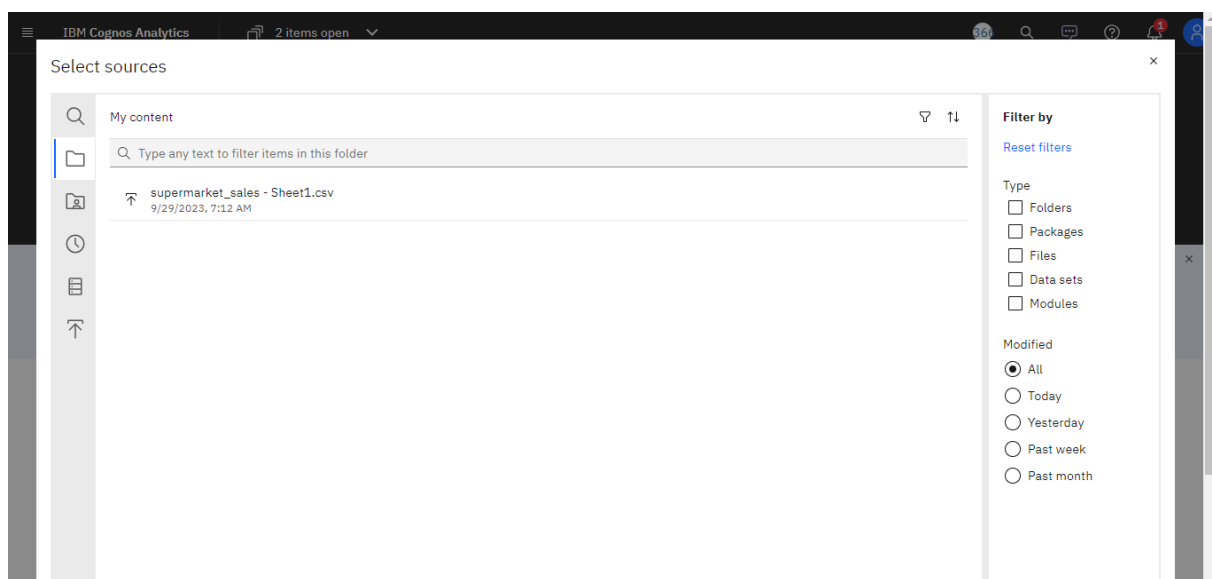 IBM Cognos Analytics
2 items open
366
1
Select sources
My content
Type any text to filter items in this folder
supermarket_sales - Sheet1.csv
9/29/2023, 7:12 AM
Filter by
Reset filters
Type
Folders
Packages
Files
Data sets
Modules
Modified
All
Today
Yesterday
Past week
Past month